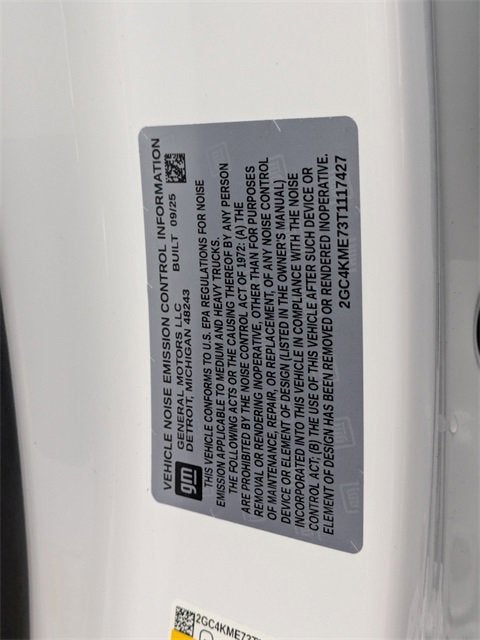 VEHICLE NOISE EMISSION CONTROL INFORMATION
gm
GENERAL MOTORS LLC
DETROIT, MICHIGAN 48243
BUILT 09/25
THIS VEHICLE CONFORMS TO U.S. EPA REGULATIONS FOR NOISE
EMISSION APPLICABLE TO MEDIUM AND HEAVY TRUCKS.
THE FOLLOWING ACTS OR THE CAUSING THEREOF BY ANY PERSON
ARE PROHIBITED BY THE NOISE CONTROL ACT OF 1972: (A) THE
REMOVAL OR RENDERING INOPERATIVE, OTHER THAN FOR PURPOSES
OF MAINTENANCE, REPAIR, OR REPLACEMENT, OF ANY NOISE CONTROL
DEVICE OR ELEMENT OF DESIGN (LISTED IN THE OWNER'S MANUAL)
INCORPORATED INTO THIS VEHICLE IN COMPLIANCE WITH THE NOISE
CONTROL ACT; (B) THE USE OF THIS VEHICLE AFTER SUCH DEVICE OR
ELEMENT OF DESIGN HAS BEEN REMOVED OR RENDERED INOPERATIVE.
2GC4KME73T1117427
2GC4KME73T